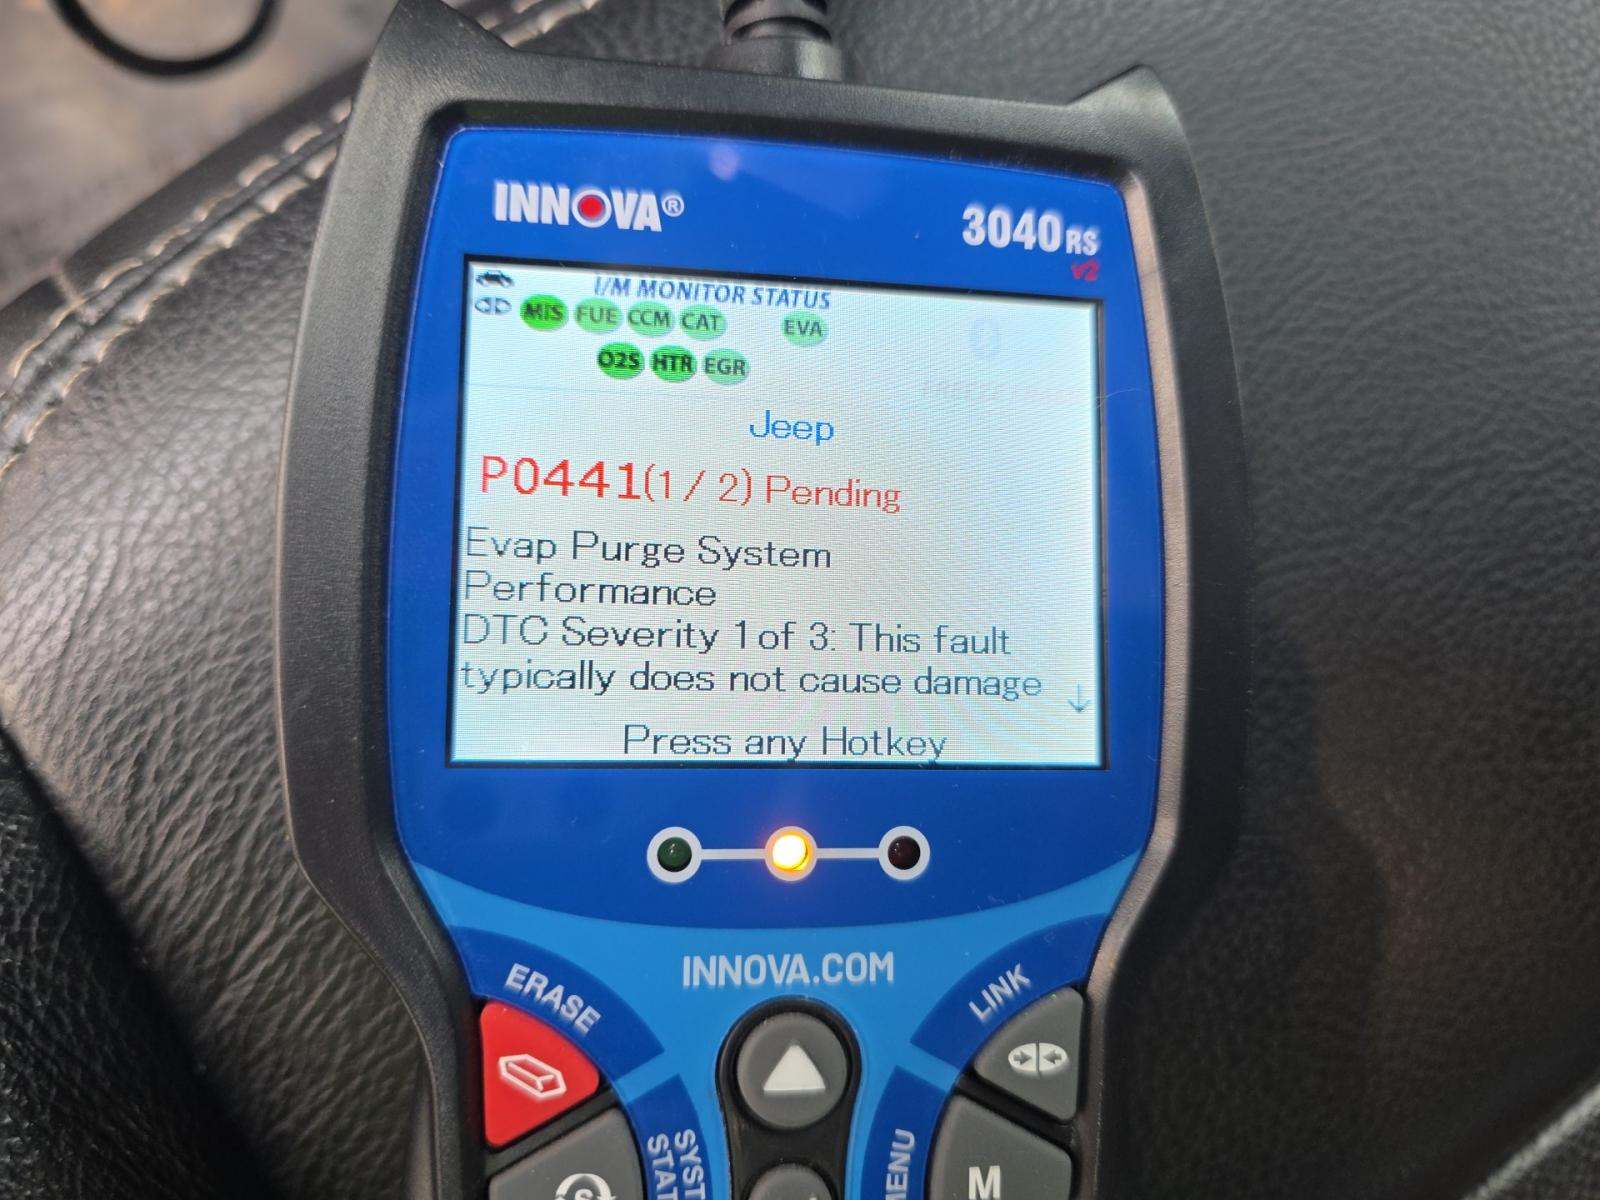 INNOVA®
3040RS
v2
I/M MONITOR STATUS
MIS FUE CCM CAT EVA
O2S HTR EGR
Jeep
P0441(1 / 2) Pending
Evap Purge System
Performance
DTC Severity 1 of 3: This fault
typically does not cause damage
Press any Hotkey
INNOVA.COM
ERASE
LINK
M